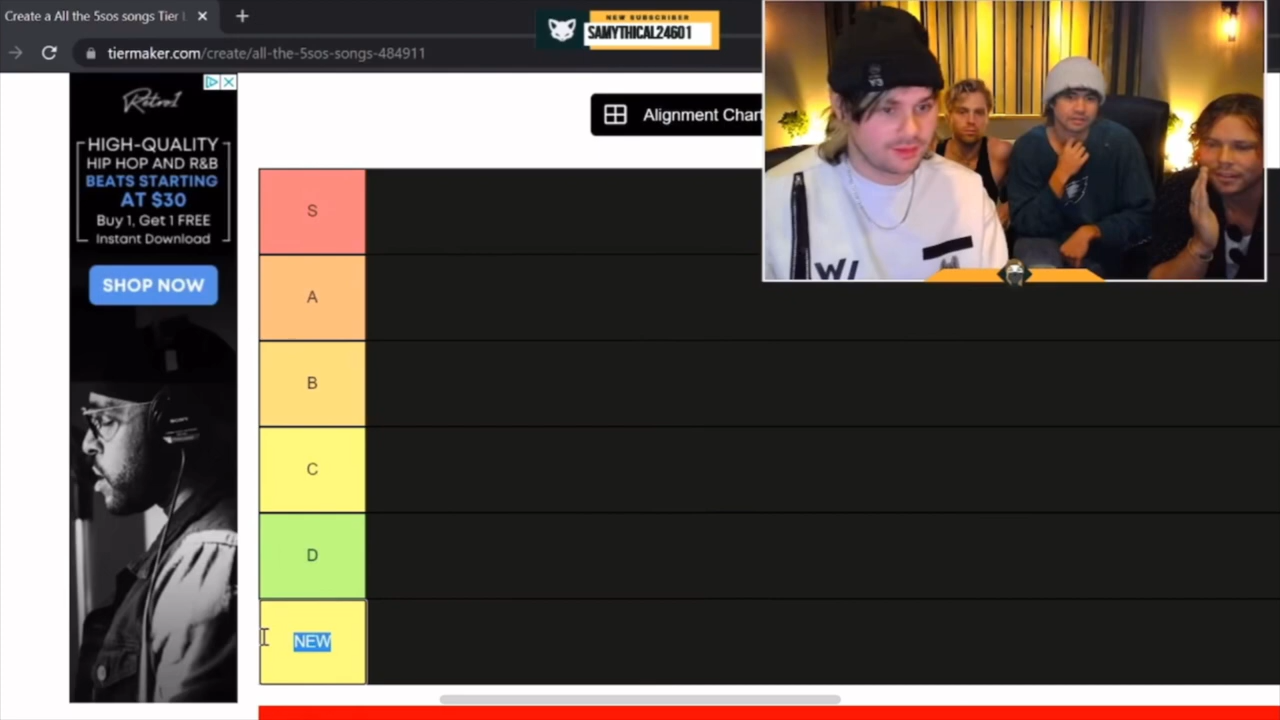 Create a All the 5sos songs Tier L
NEW SUBSCRIBER
SAMYTHICAL24601
tiermaker.com/create/all-the-5sos-songs-484911
Retro1
HIGH-QUALITY
HIP HOP AND R&B
BEATS STARTING
AT $30
Buy 1, Get 1 FREE
Instant Download
SHOP NOW
SONY
Alignment Chart
S
A
B
C
D
NEW
W/